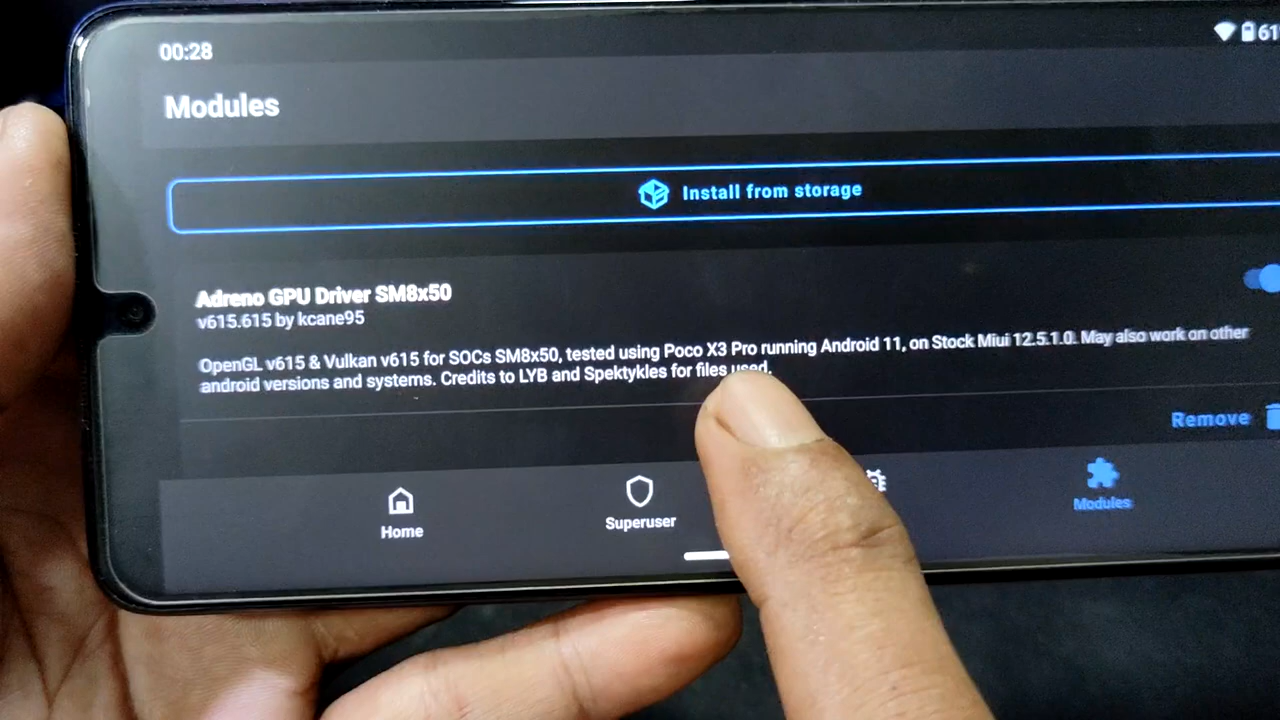 00:28
61
Modules
Install from storage
Adreno GPU Driver SM8x50
v615.615 by kcane95
OpenGL v615 & Vulkan v615 for SOCs SM8x50, tested using Poco X3 Pro running Android 11, on Stock Miui 12.5.1.0. May also work on other
android versions and systems. Credits to LYB and Spektykles for files used.
Remove
Home
Superuser
Modules